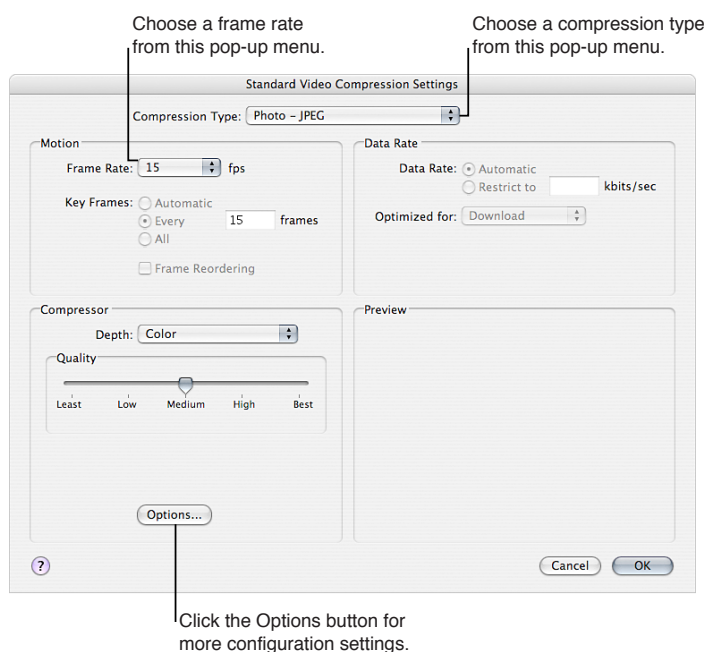 Choose a frame rate
from this pop-up menu.
Choose a compression type
from this pop-up menu.
Standard Video Compression Settings
Compression Type: Photo – JPEG
Motion
Frame Rate: 15 fps
Key Frames: Automatic
Every 15 frames
All
Frame Reordering
Data Rate
Data Rate: Automatic
Restrict to kbits/sec
Optimized for: Download
Compressor
Depth: Color
Quality
Least Low Medium High Best
Options...
Preview
?
Cancel OK
Click the Options button for
more configuration settings.